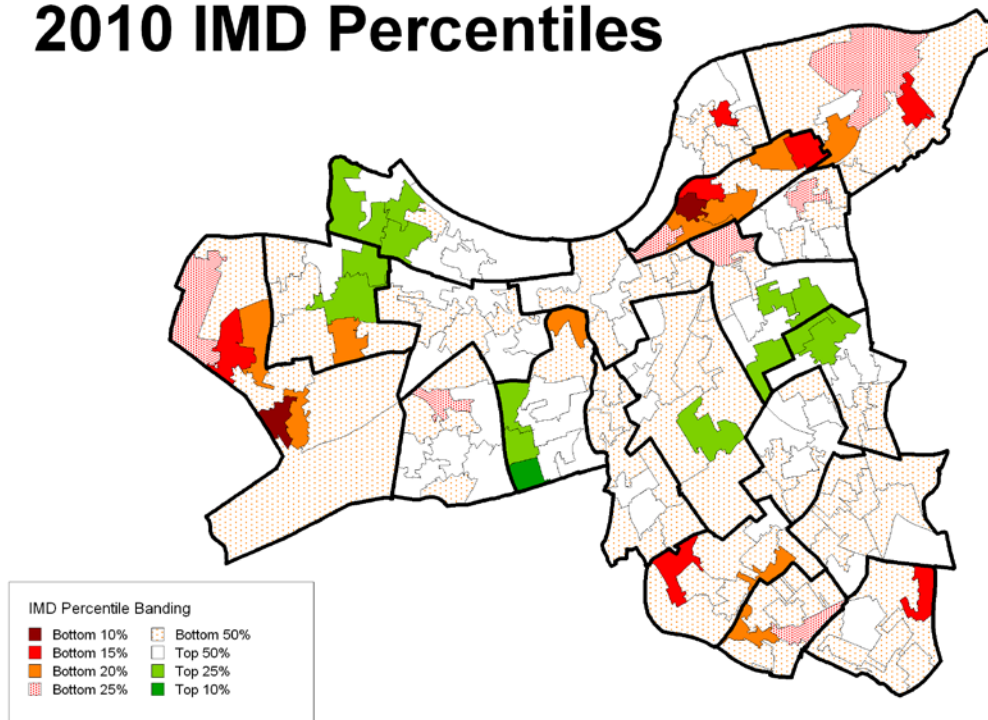 2010 IMD Percentiles
IMD Percentile Banding
Bottom 10%
Bottom 15%
Bottom 20%
Bottom 25%
Bottom 50%
Top 50%
Top 25%
Top 10%